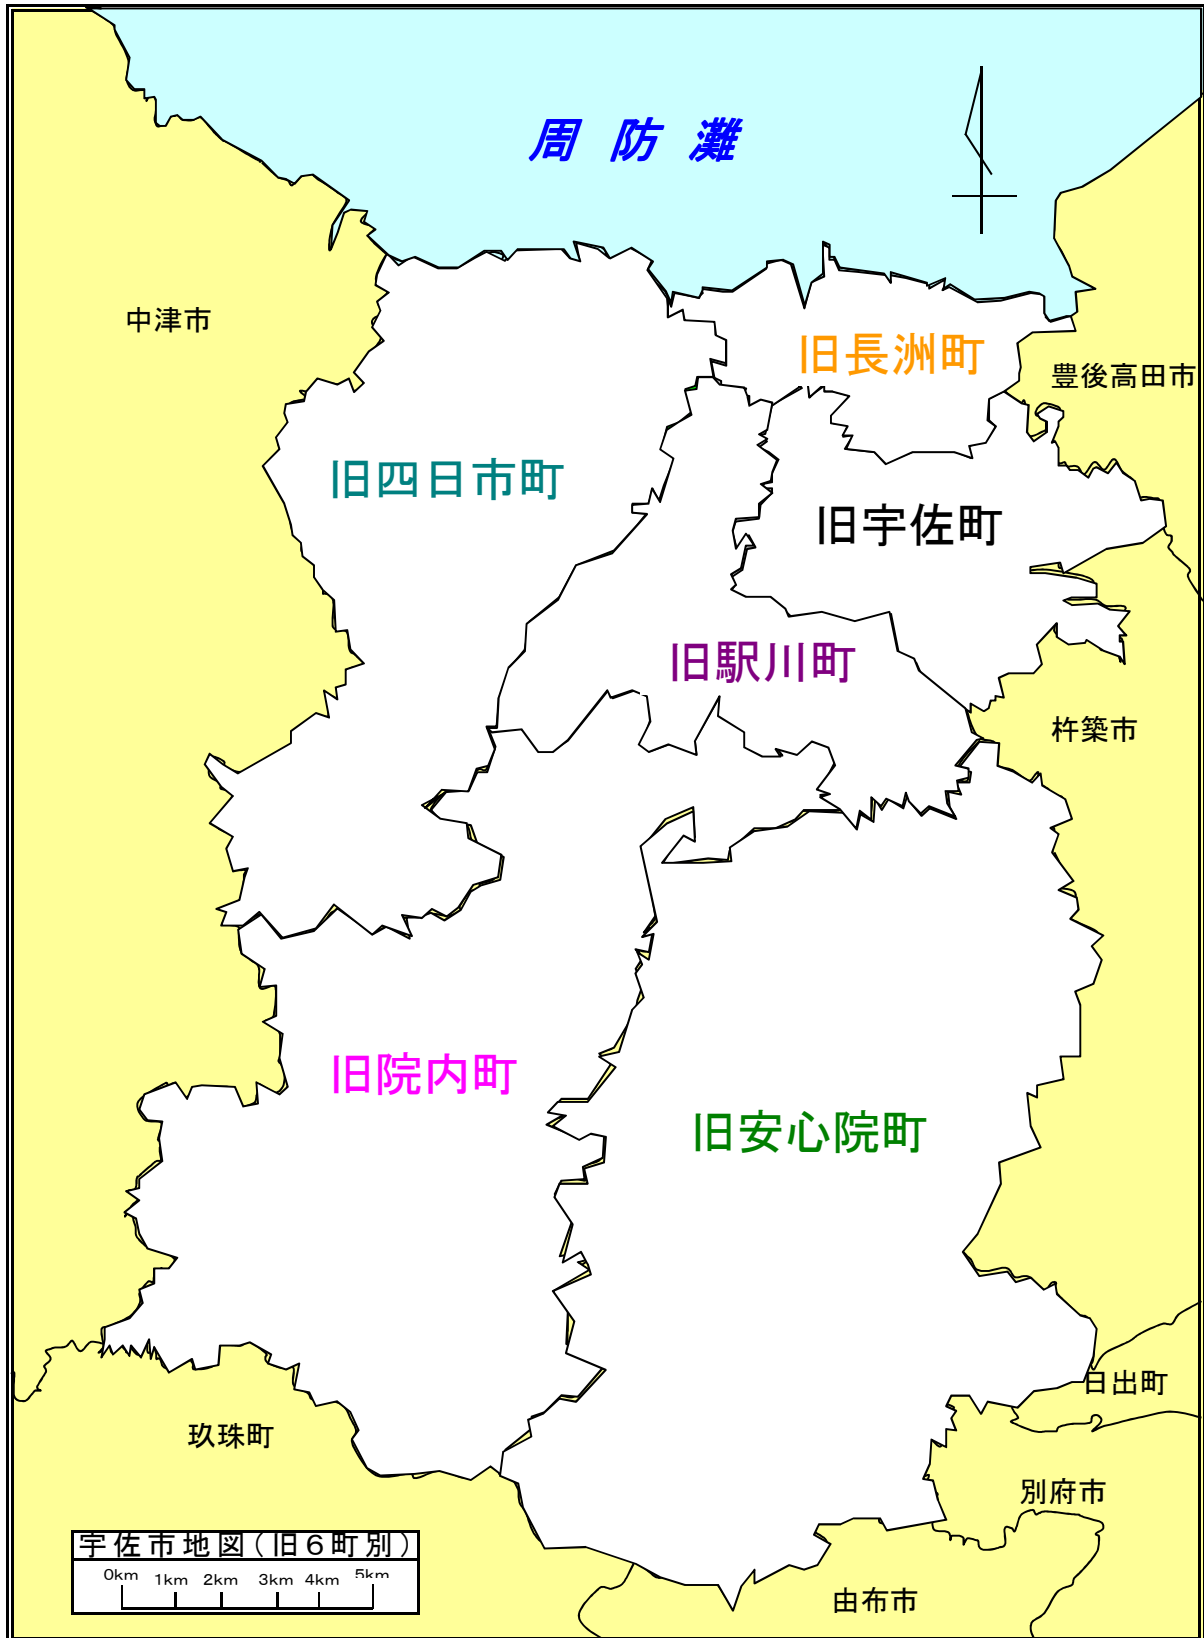 周防灘
中津市
旧長洲町
豊後高田市
旧四日市町
旧宇佐町
旧駅川町
杵築市
旧院内町
旧安心院町
日出町
玖珠町
別府市
由布市
宇佐市地図(旧6町別)
0km 1km 2km 3km 4km 5km